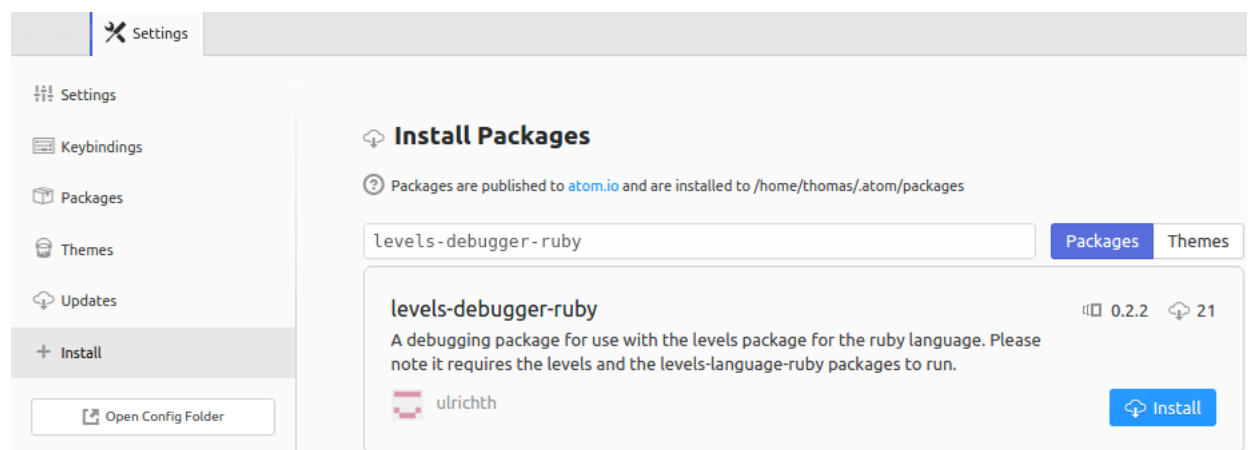 Settings
Settings
Keybindings
Packages
Themes
Updates
Install
Open Config Folder
Install Packages
Packages are published to atom.io and are installed to /home/thomas/.atom/packages
levels-debugger-ruby
Packages Themes
levels-debugger-ruby
0.2.2 21
A debugging package for use with the levels package for the ruby language. Please
note it requires the levels and the levels-language-ruby packages to run.
ulrichth
Install